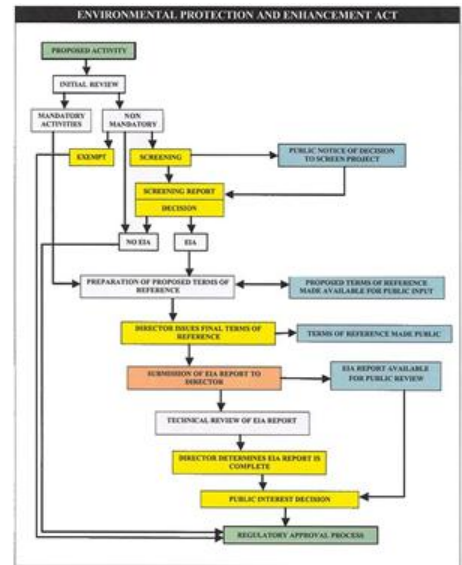 ENVIRONMENTAL PROTECTION AND ENHANCEMENT ACT
PROPOSED ACTIVITY
INITIAL REVIEW
MANDATORY
ACTIVITIES
NON
MANDATORY
EXEMPT
SCREENING
PUBLIC NOTICE OF DECISION
TO SCREEN PROJECT
SCREENING REPORT
DECISION
NO EIA
EIA
PREPARATION OF PROPOSED TERMS OF
REFERENCE
PROPOSED TERMS OF REFERENCE
MADE AVAILABLE FOR PUBLIC INPUT
DIRECTOR ISSUES FINAL TERMS OF
REFERENCE
TERMS OF REFERENCE MADE PUBLIC
SUBMISSION OF EIA REPORT TO
DIRECTOR
EIA REPORT AVAILABLE
FOR PUBLIC REVIEW
TECHNICAL REVIEW OF EIA REPORT
DIRECTOR DETERMINES EIA REPORT IS
COMPLETE
PUBLIC INTEREST DECISION
REGULATORY APPROVAL PROCESS